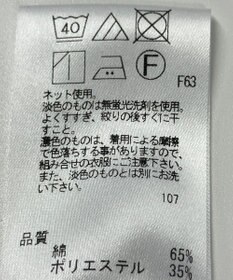 40
F
F63
ネット使用。
淡色のものは無蛍光洗剤を使用。
よくすすぎ、絞りの後すぐに干
すこと。
濃色のものは、着用による摩擦
で色落ちする事がありますので、
組み合せの衣服にご注意下さい。
また、淡色のものとは別にお洗
い下さい。
107
品質
綿 65%
ポリエステル 35%